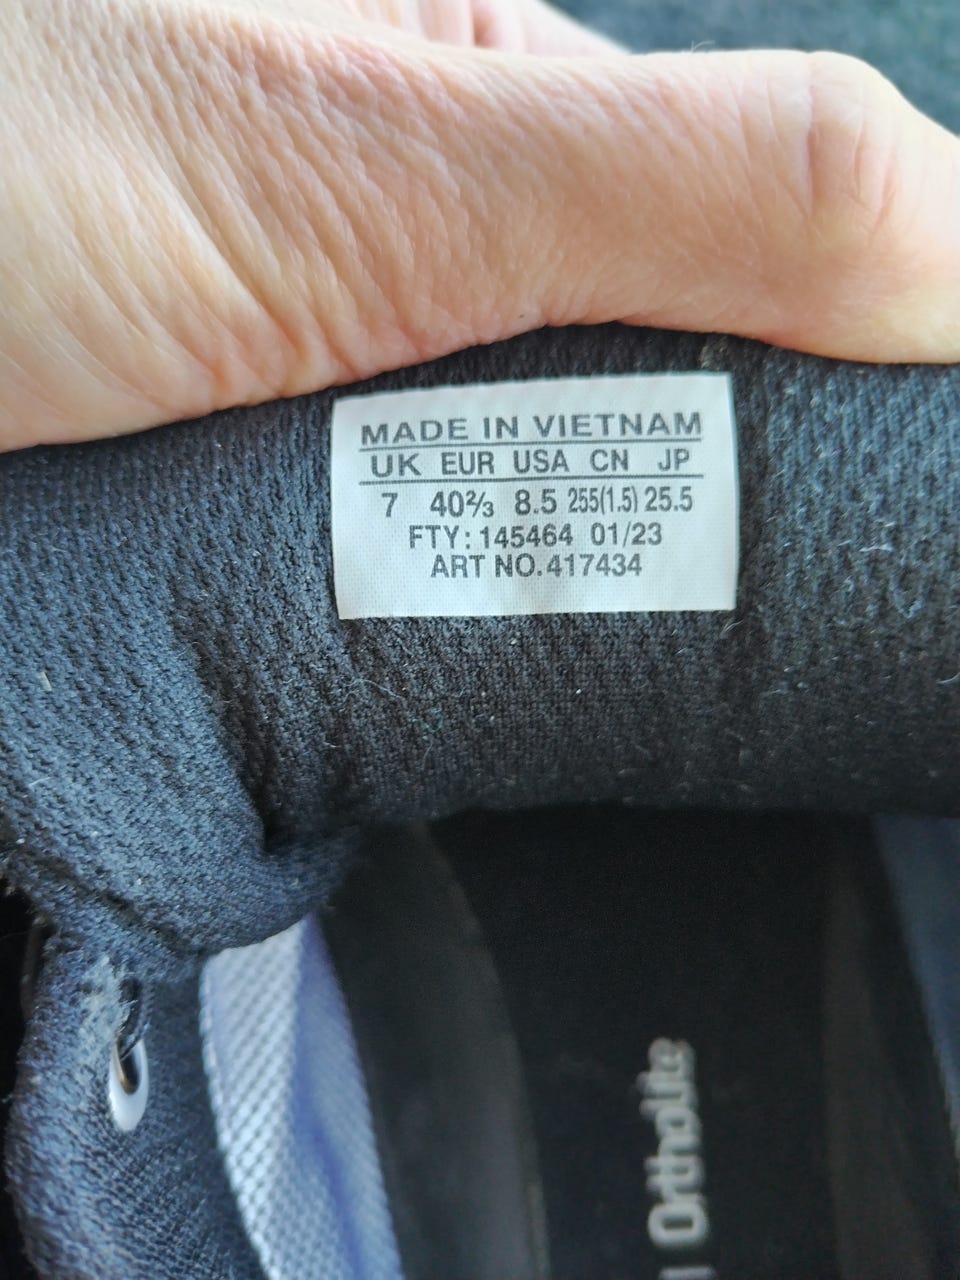 MADE IN VIETNAM
UK EUR USA CN JP
7 40⅔ 8.5 255(1.5) 25.5
FTY: 145464 01/23
ART NO.417434
Ortholite